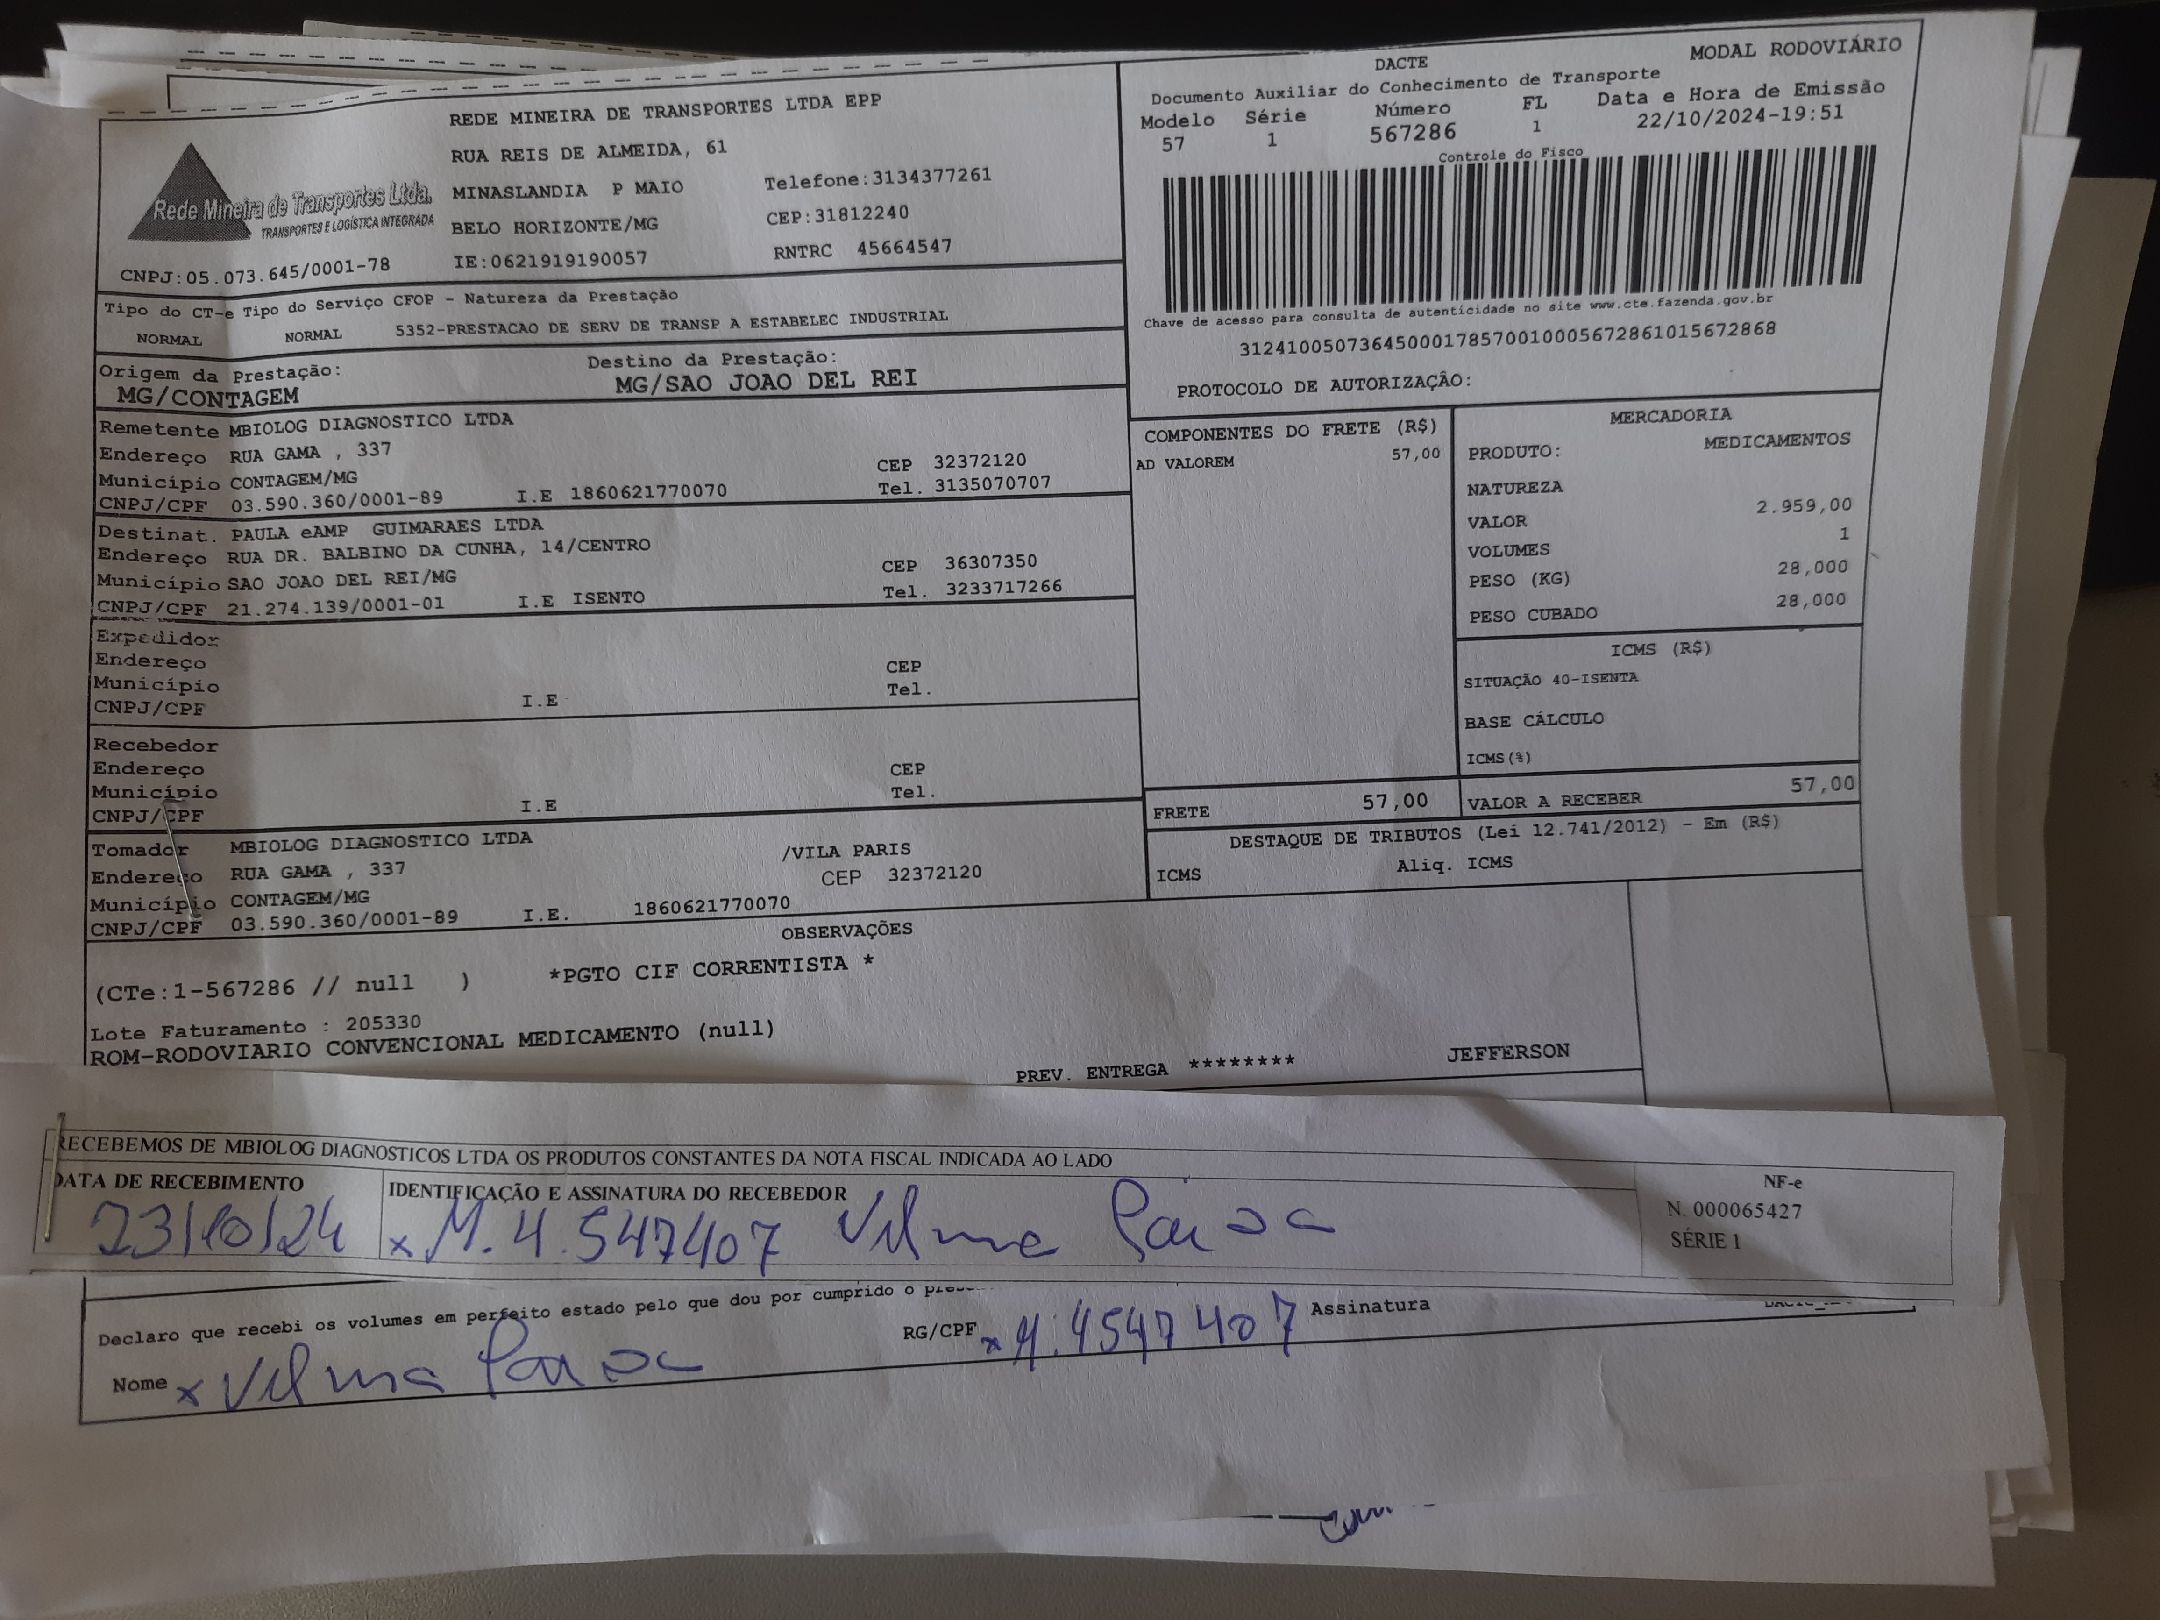 REDE MINEIRA DE TRANSPORTES LTDA EPP
RUA REIS DE ALMEIDA, 61
MINASLANDIA P MAIO Telefone:3134377261
BELO HORIZONTE/MG CEP:31812240
IE:0621919190057 RNTRC 45664547
Rede Mineira de Transportes Ltda.
TRANSPORTES E LOGÍSTICA INTEGRADA
CNPJ:05.073.645/0001-78
DACTE MODAL RODOVIÁRIO
Documento Auxiliar do Conhecimento de Transporte
Modelo Série Número FL Data e Hora de Emissão
57 1 567286 1 22/10/2024-19:51
Controle do Fisco
Chave de acesso para consulta de autenticidade no site www.cte.fazenda.gov.br
31241005073645000178570010005672861015672868
PROTOCOLO DE AUTORIZAÇÃO:
Tipo do CT-e Tipo do Serviço CFOP - Natureza da Prestação
NORMAL NORMAL 5352-PRESTACAO DE SERV DE TRANSP A ESTABELEC INDUSTRIAL
Origem da Prestação: Destino da Prestação:
MG/CONTAGEM MG/SAO JOAO DEL REI
Remetente MBIOLOG DIAGNOSTICO LTDA
Endereço RUA GAMA , 337 CEP 32372120
Município CONTAGEM/MG Tel. 3135070707
CNPJ/CPF 03.590.360/0001-89 I.E 1860621770070
Destinat. PAULA eAMP GUIMARAES LTDA
Endereço RUA DR. BALBINO DA CUNHA, 14/CENTRO CEP 36307350
Município SAO JOAO DEL REI/MG Tel. 3233717266
CNPJ/CPF 21.274.139/0001-01 I.E ISENTO
Expedidor
Endereço CEP
Município Tel.
CNPJ/CPF I.E
Recebedor
Endereço CEP
Município Tel.
CNPJ/CPF I.E
Tomador MBIOLOG DIAGNOSTICO LTDA /VILA PARIS
Endereço RUA GAMA , 337 CEP 32372120
Município CONTAGEM/MG
CNPJ/CPF 03.590.360/0001-89 I.E. 1860621770070
COMPONENTES DO FRETE (R$)
AD VALOREM 57,00
MERCADORIA
PRODUTO: MEDICAMENTOS
NATUREZA
VALOR 2.959,00
VOLUMES 1
PESO (KG) 28,000
PESO CUBADO 28,000
ICMS (R$)
SITUAÇÃO 40-ISENTA
BASE CÁLCULO
ICMS(%)
FRETE 57,00 VALOR A RECEBER 57,00
DESTAQUE DE TRIBUTOS (Lei 12.741/2012) - Em (R$)
ICMS Aliq. ICMS
OBSERVAÇÕES
(CTe:1-567286 // null ) *PGTO CIF CORRENTISTA *
Lote Faturamento : 205330
ROM-RODOVIARIO CONVENCIONAL MEDICAMENTO (null)
PREV. ENTREGA ******** JEFFERSON
RECEBEMOS DE MBIOLOG DIAGNOSTICOS LTDA OS PRODUTOS CONSTANTES DA NOTA FISCAL INDICADA AO LADO
DATA DE RECEBIMENTO IDENTIFICAÇÃO E ASSINATURA DO RECEBEDOR
23/10/24 x M.4.547407 Vilma Paiva
NF-e
N. 000065427
SÉRIE 1
Declaro que recebi os volumes em perfeito estado pelo que dou por cumprido o
Nome x Vilma Paiva RG/CPF x M.4547407 Assinatura